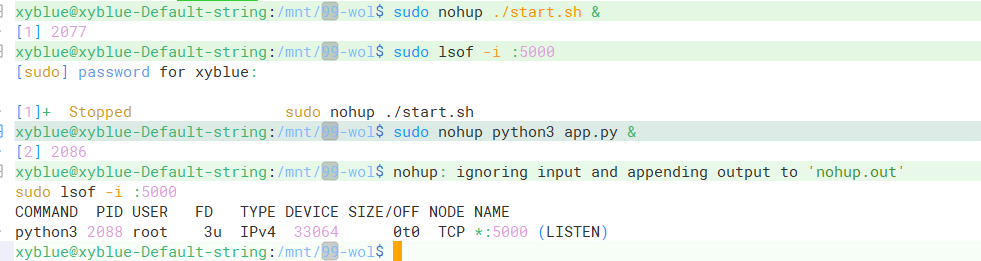 xyblue@xyblue-Default-string:/mnt/99-wol$ sudo nohup ./start.sh &
[1] 2077
xyblue@xyblue-Default-string:/mnt/99-wol$ sudo lsof -i :5000
[sudo] password for xyblue:
[1]+  Stopped                 sudo nohup ./start.sh
xyblue@xyblue-Default-string:/mnt/99-wol$ sudo nohup python3 app.py &
[2] 2086
xyblue@xyblue-Default-string:/mnt/99-wol$ nohup: ignoring input and appending output to 'nohup.out'
sudo lsof -i :5000
COMMAND  PID USER   FD   TYPE DEVICE SIZE/OFF NODE NAME
python3 2088 root    3u  IPv4  33064      0t0  TCP *:5000 (LISTEN)
xyblue@xyblue-Default-string:/mnt/99-wol$